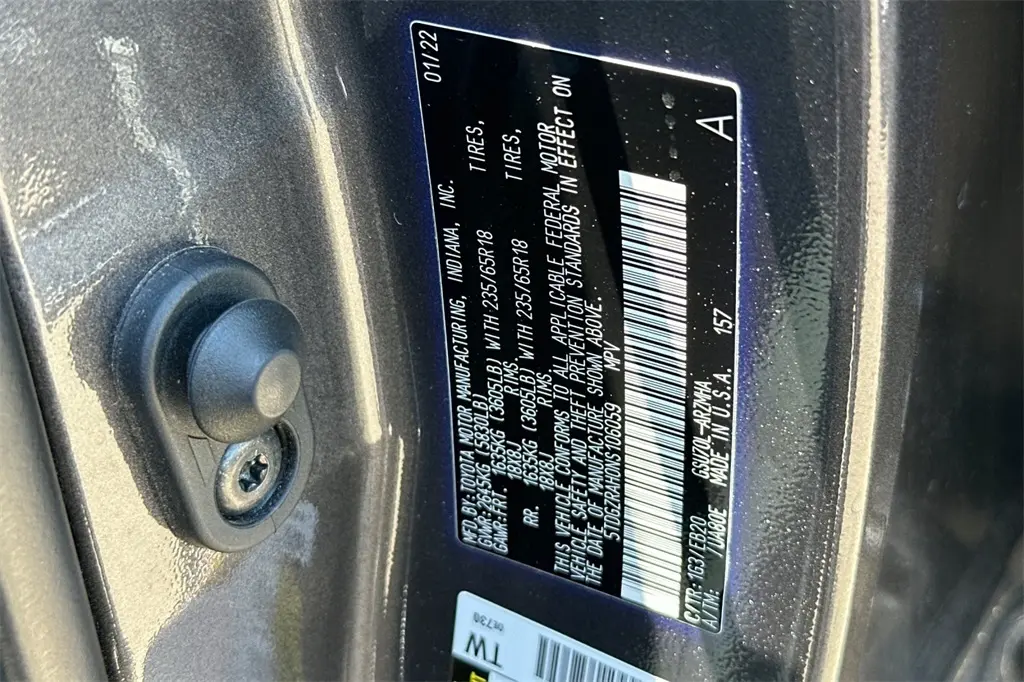 MFD. BY: TOYOTA MOTOR MANUFACTURING, INDIANA, INC. 01/22
GVWR: 2655KG (5830LB)
GAWR: FRT. 1635KG (3605LB) WITH 235/65R18 TIRES,
18X8J RIMS.
RR. 1635KG (3605LB) WITH 235/65R18 TIRES,
18X8J RIMS.
THIS VEHICLE CONFORMS TO ALL APPLICABLE FEDERAL MOTOR
VEHICLE SAFETY AND THEFT PREVENTION STANDARDS IN EFFECT ON
THE DATE OF MANUFACTURE SHOWN ABOVE.
5TDGZRAHDNS106059 MPV
C/TR: 1G3/EB20 GSU70L-ARZMHA
A/TM: /UA80E MADE IN U.S.A. 157 A
TW